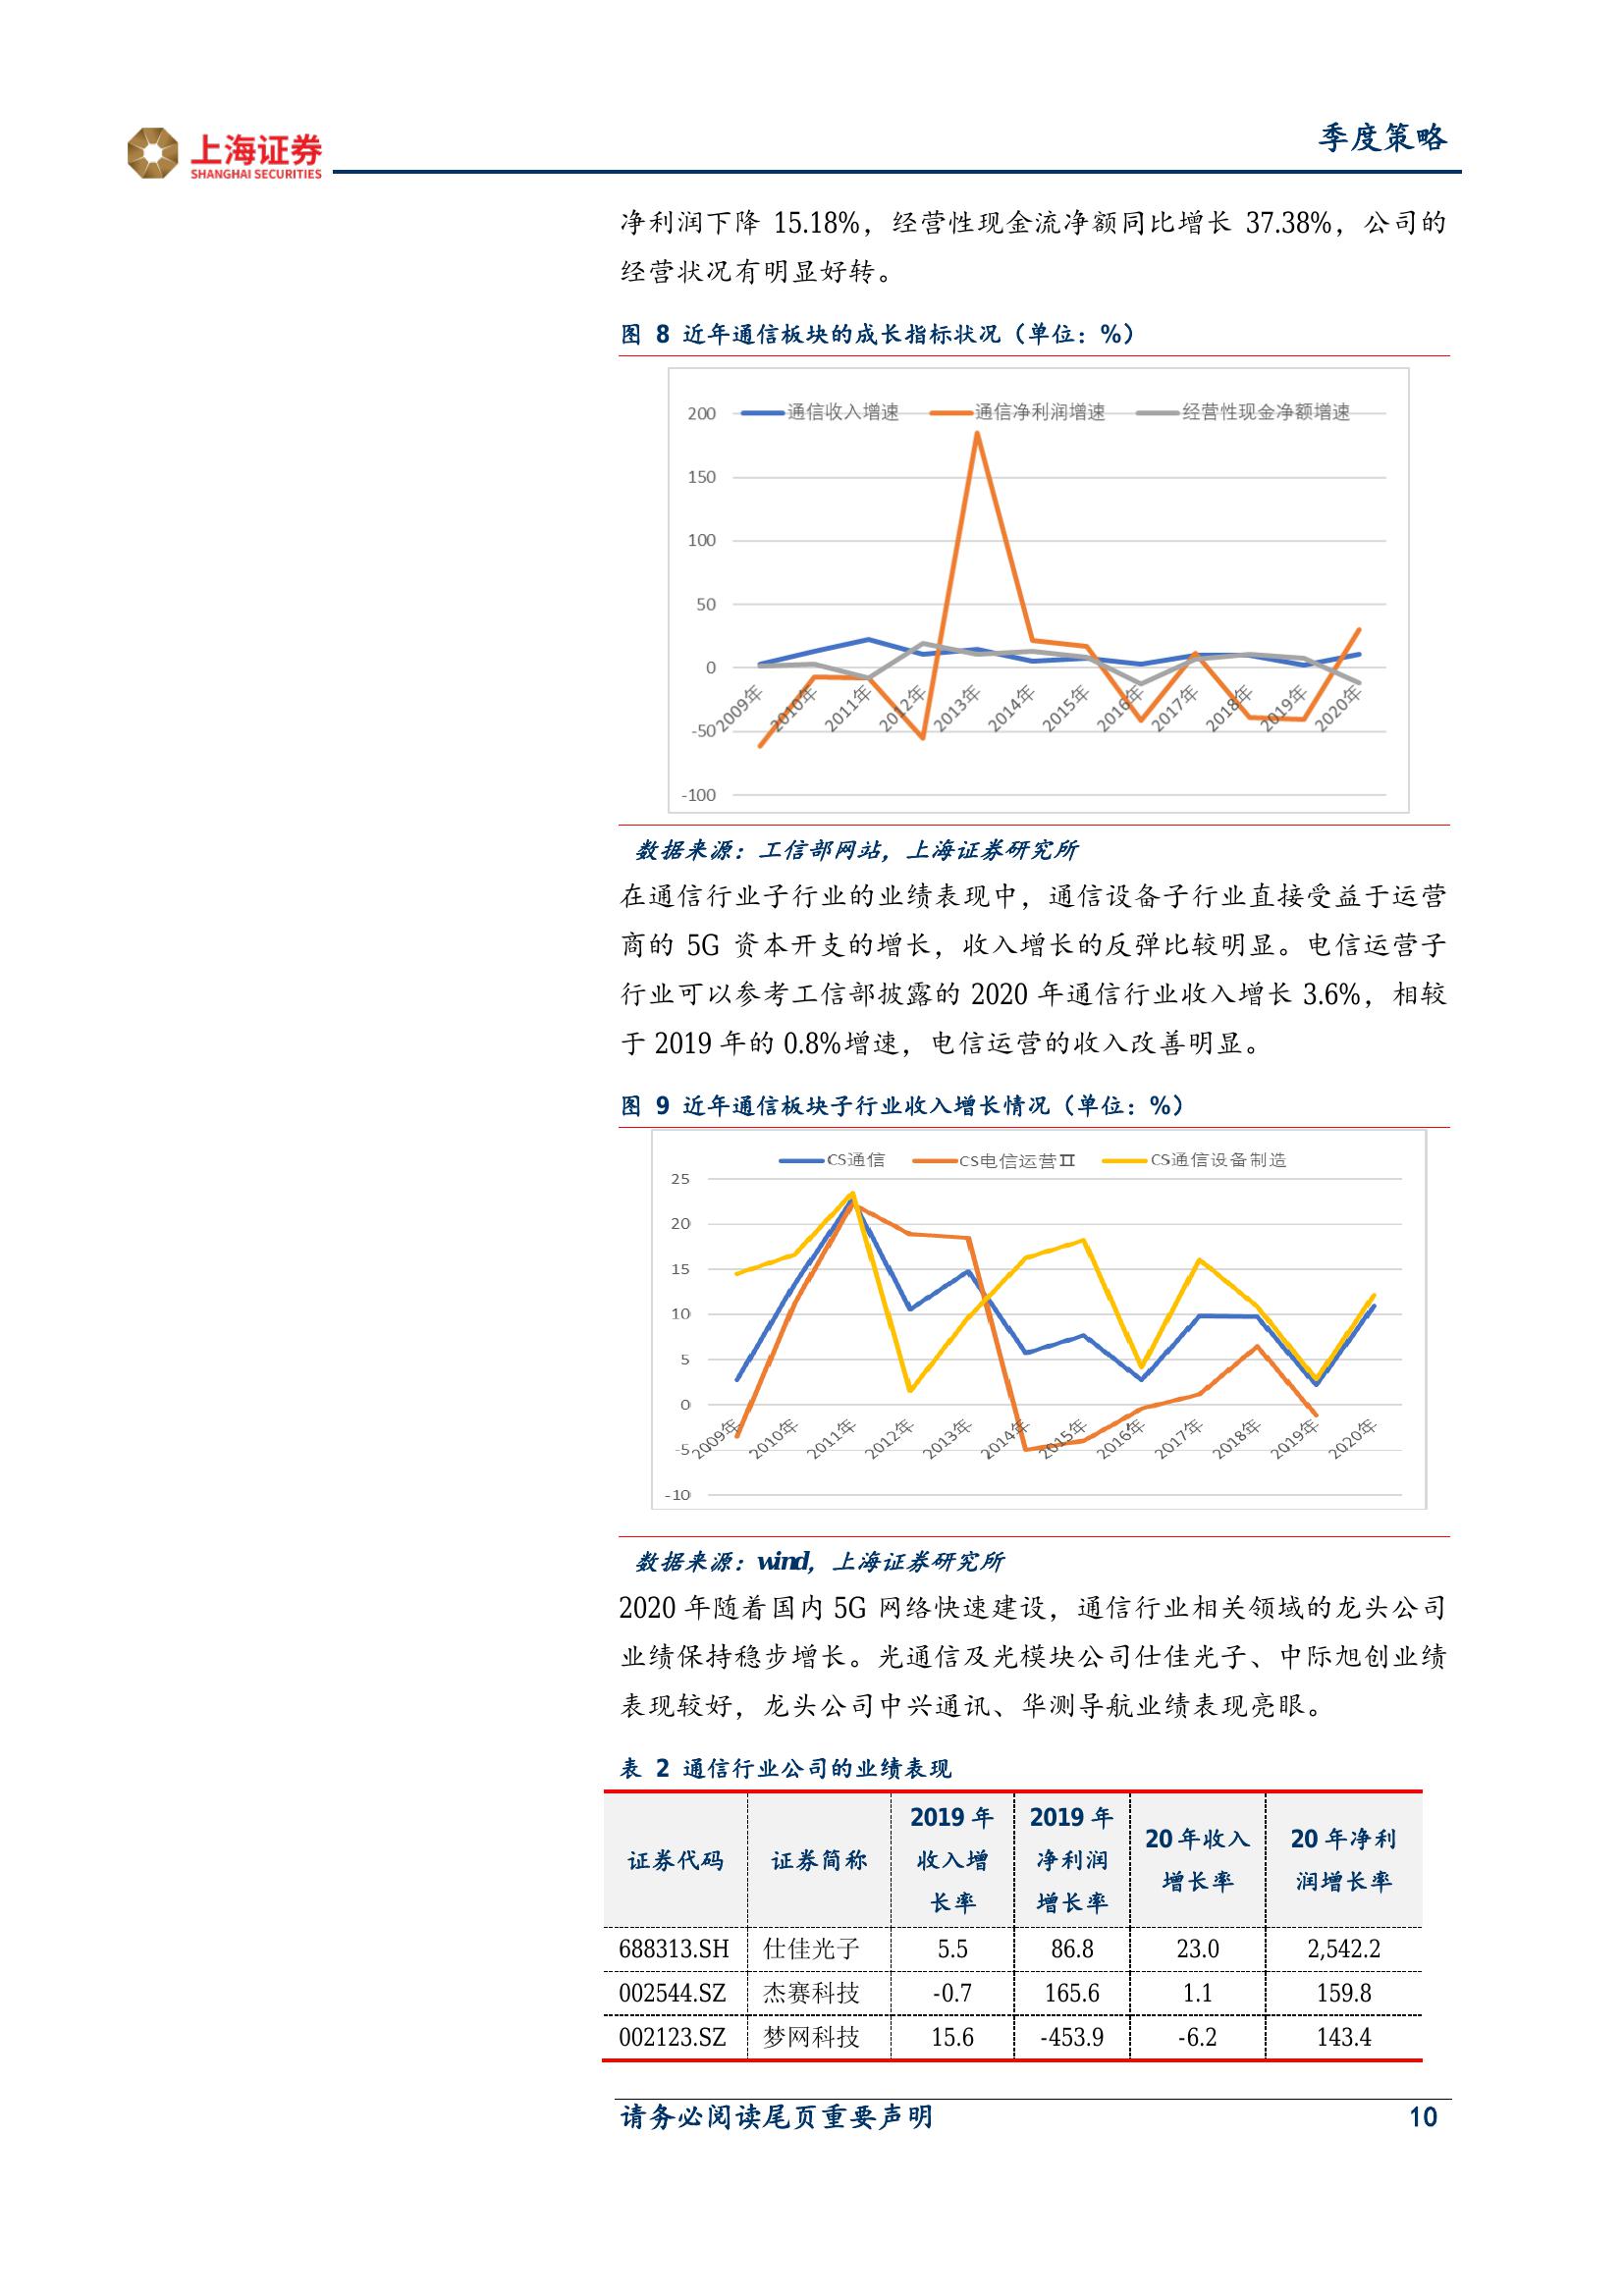 上海证券
SHANGHAI SECURITIES
季度策略
净利润下降 15.18%，经营性现金流净额同比增长 37.38%，公司的
经营状况有明显好转。
图 8 近年通信板块的成长指标状况（单位：%）
通信收入增速 通信净利润增速 经营性现金净额增速
200
150
100
50
0
-50
-100
2009年 2010年 2011年 2012年 2013年 2014年 2015年 2016年 2017年 2018年 2019年 2020年
数据来源：工信部网站，上海证券研究所
在通信行业子行业的业绩表现中，通信设备子行业直接受益于运营
商的 5G 资本开支的增长，收入增长的反弹比较明显。电信运营子
行业可以参考工信部披露的 2020 年通信行业收入增长 3.6%，相较
于 2019 年的 0.8%增速，电信运营的收入改善明显。
图 9 近年通信板块子行业收入增长情况（单位：%）
CS通信 CS电信运营Ⅱ CS通信设备制造
25
20
15
10
5
0
-5
-10
2009年 2010年 2011年 2012年 2013年 2014年 2015年 2016年 2017年 2018年 2019年 2020年
数据来源：wind，上海证券研究所
2020 年随着国内 5G 网络快速建设，通信行业相关领域的龙头公司
业绩保持稳步增长。光通信及光模块公司仕佳光子、中际旭创业绩
表现较好，龙头公司中兴通讯、华测导航业绩表现亮眼。
表 2 通信行业公司的业绩表现
证券代码 证券简称 2019 年收入增长率 2019 年净利润增长率 20 年收入增长率 20 年净利润增长率
688313.SH 仕佳光子 5.5 86.8 23.0 2,542.2
002544.SZ 杰赛科技 -0.7 165.6 1.1 159.8
002123.SZ 梦网科技 15.6 -453.9 -6.2 143.4
请务必阅读尾页重要声明 10